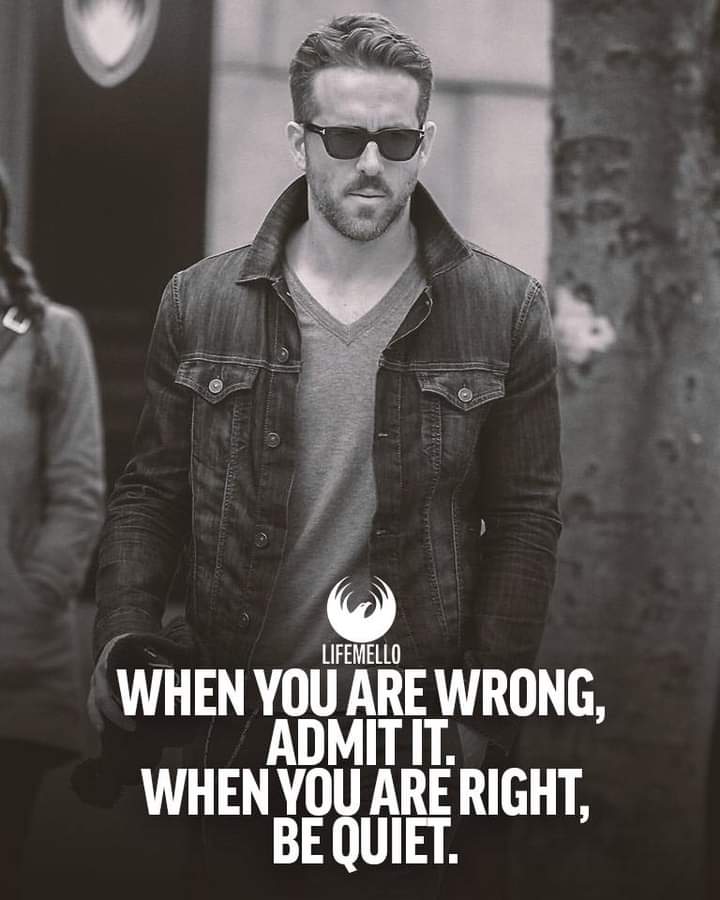 LIFEMELLO
WHEN YOU ARE WRONG,
ADMIT IT.
WHEN YOU ARE RIGHT,
BE QUIET.